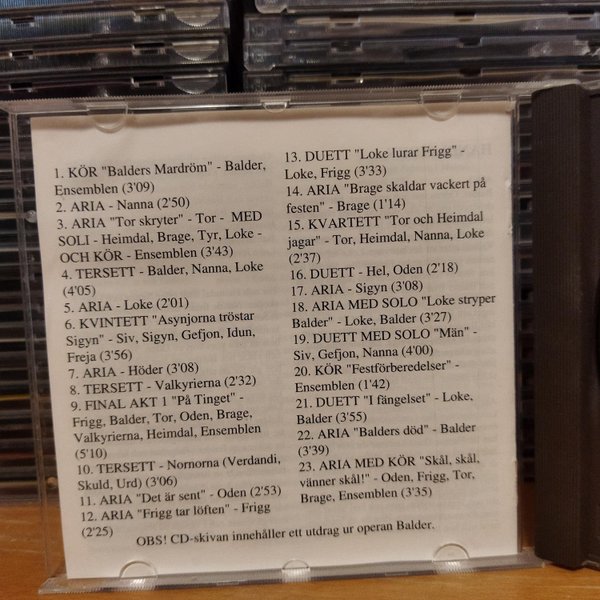 1. KÖR "Balders Mardröm" - Balder,
Ensemblen (3'09)
2. ARIA - Nanna (2'50)
3. ARIA "Tor skryter" - Tor - MED
SOLI - Heimdal, Brage, Tyr, Loke -
OCH KÖR - Ensemblen (3'43)
4. TERSETT - Balder, Nanna, Loke
(4'05)
5. ARIA - Loke (2'01)
6. KVINTETT "Asynjorna tröstar
Sigyn" - Siv, Sigyn, Gefjon, Idun,
Freja (3'56)
7. ARIA - Höder (3'08)
8. TERSETT - Valkyrierna (2'32)
9. FINAL AKT 1 "På Tinget" -
Frigg, Balder, Tor, Oden, Brage,
Valkyrierna, Heimdal, Ensemblen
(5'10)
10. TERSETT - Nornorna (Verdandi,
Skuld, Urd) (3'06)
11. ARIA "Det är sent" - Oden (2'53)
12. ARIA "Frigg tar löften" - Frigg
(2'25)
13. DUETT "Loke lurar Frigg" -
Loke, Frigg (3'33)
14. ARIA "Brage skaldar vackert på
festen" - Brage (1'14)
15. KVARTETT "Tor och Heimdal
jagar" - Tor, Heimdal, Nanna, Loke
(2'37)
16. DUETT - Hel, Oden (2'18)
17. ARIA - Sigyn (3'08)
18. ARIA MED SOLO "Loke stryper
Balder" - Loke, Balder (3'27)
19. DUETT MED SOLO "Män" -
Siv, Gefjon, Nanna (4'00)
20. KÖR "Festförberedelser" -
Ensemblen (1'42)
21. DUETT "I fängelset" - Loke,
Balder (3'55)
22. ARIA "Balders död" - Balder
(3'39)
23. ARIA MED KÖR "Skål, skål,
vänner skål!" - Oden, Frigg, Tor,
Brage, Ensemblen (3'35)
OBS! CD-skivan innehåller ett utdrag ur operan Balder.